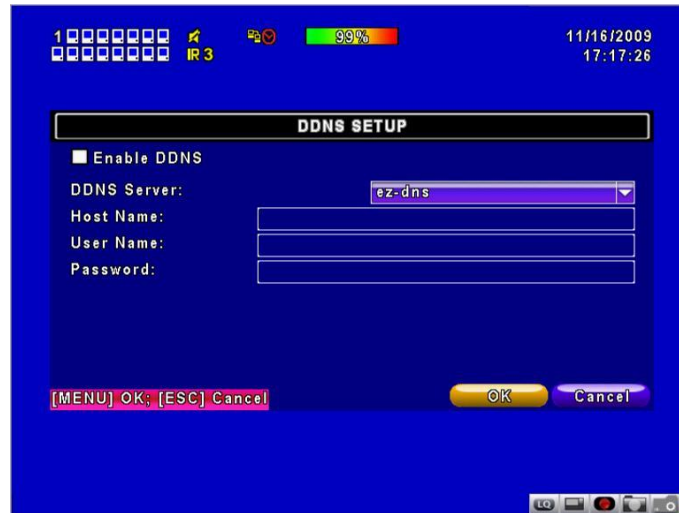 1 99% 11/16/2009
IR 3 17:17:26
DDNS SETUP
Enable DDNS
DDNS Server: ez-dns
Host Name:
User Name:
Password:
[MENU] OK; [ESC] Cancel OK Cancel
LQ